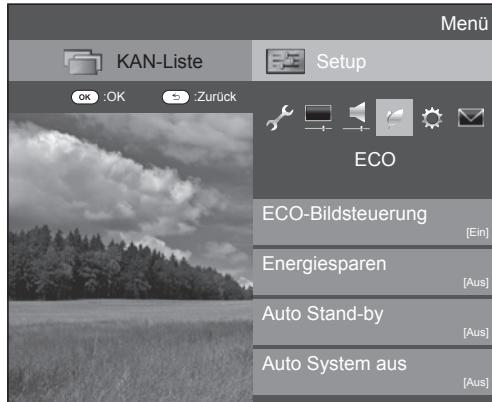 Menü
KAN-Liste
Setup
OK :OK :Zurück
ECO
ECO-Bildsteuerung
[Ein]
Energiesparen
[Aus]
Auto Stand-by
[Aus]
Auto System aus
[Aus]